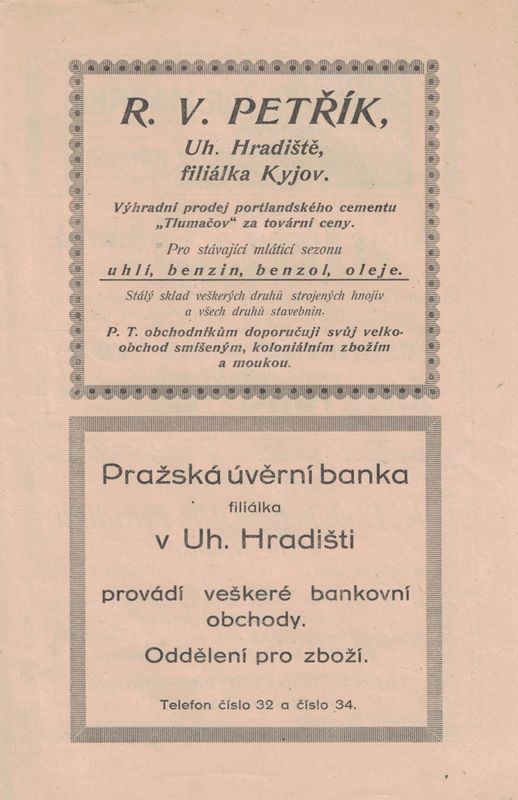 R. V. PETŘÍK,
Uh. Hradiště,
filiálka Kyjov.
Výhradní prodej portlandského cementu
„Tlumačov“ za tovární ceny.
Pro stávající mláticí sezonu
uhlí, benzin, benzol, oleje.
Stálý sklad veškerých druhů strojených hnojiv
a všech druhů stavebnin.
P. T. obchodníkům doporučuji svůj velko-
obchod smíšeným, koloniálním zbožím
a moukou.
Pražská úvěrní banka
filiálka
v Uh. Hradišti
provádí veškeré bankovní
obchody.
Oddělení pro zboží.
Telefon číslo 32 a číslo 34.